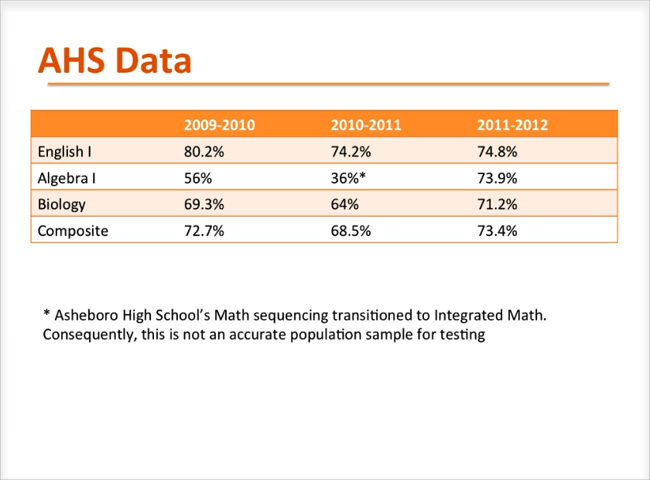 AHS Data
2009-2010 2010-2011 2011-2012
English I 80.2% 74.2% 74.8%
Algebra I 56% 36%* 73.9%
Biology 69.3% 64% 71.2%
Composite 72.7% 68.5% 73.4%
* Asheboro High School's Math sequencing transitioned to Integrated Math.
Consequently, this is not an accurate population sample for testing